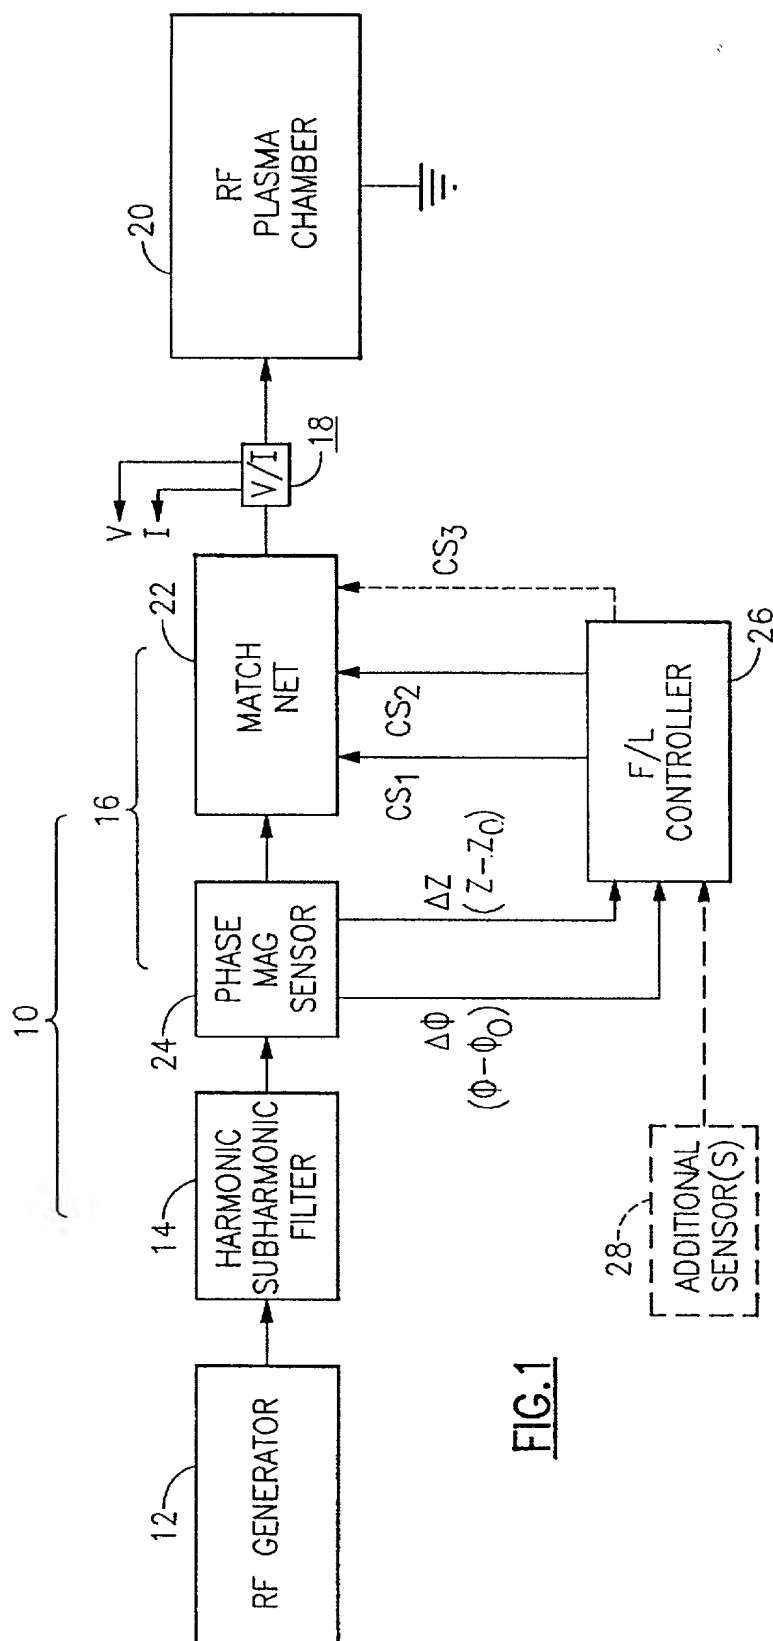 10
16
12
RF GENERATOR
14
HARMONIC
SUBHARMONIC
FILTER
24
PHASE
MAG
SENSOR
22
MATCH
NET
V
I
V/I
18
20
RF
PLASMA
CHAMBER
ΔΦ
(Φ-Φ0)
ΔZ
(Z-Z0)
CS1
CS2
CS3
28
ADDITIONAL
SENSOR(S)
F/L
CONTROLLER
26
FIG.1